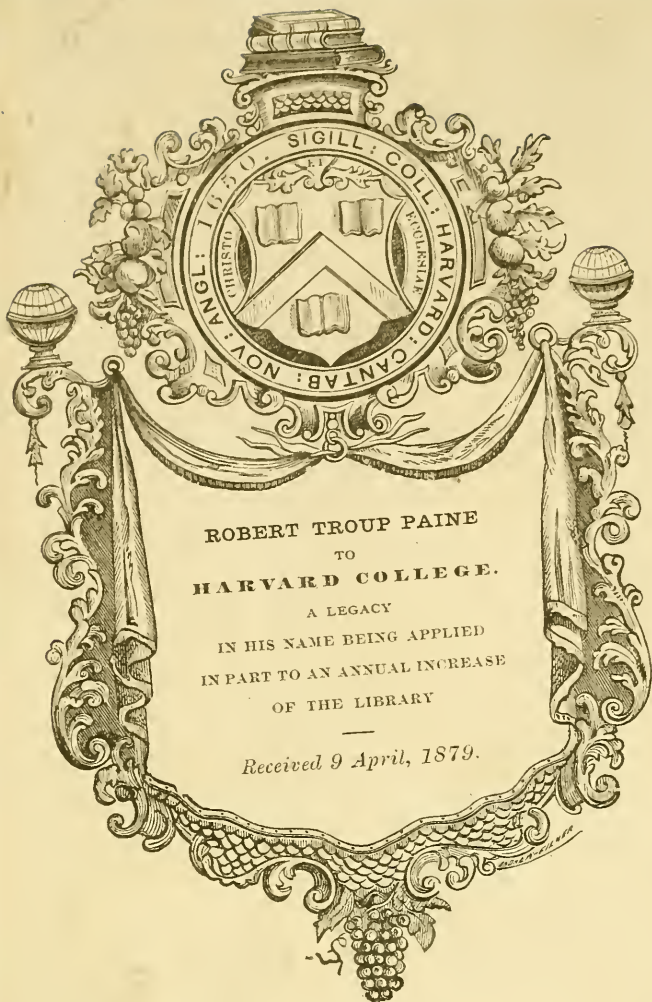 SIGILL: COLL: HARVARD: CANTAB: NOV: ANGL: 1650.
ET
CHRISTO
ECCLESIAE
ROBERT TROUP PAINE
TO
HARVARD COLLEGE.
A LEGACY
IN HIS NAME BEING APPLIED
IN PART TO AN ANNUAL INCREASE
OF THE LIBRARY
Received 9 April, 1879.